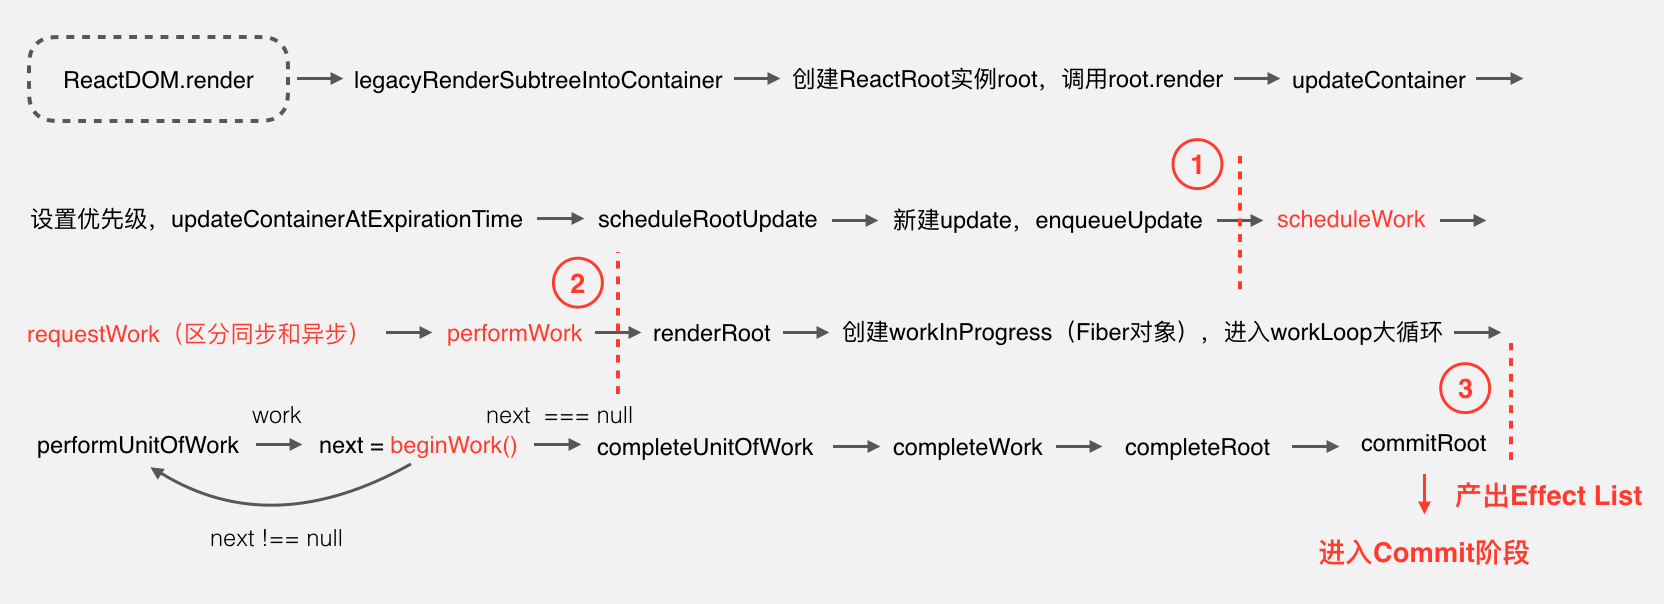 ReactDOM.render legacyRenderSubtreeIntoContainer 创建ReactRoot实例root，调用root.render updateContainer
1
设置优先级，updateContainerAtExpirationTime scheduleRootUpdate 新建update，enqueueUpdate scheduleWork
2
requestWork（区分同步和异步） performWork renderRoot 创建workInProgress（Fiber对象），进入workLoop大循环
3
work next === null
performUnitOfWork next = beginWork() completeUnitOfWork completeWork completeRoot commitRoot
产出Effect List
next !== null
进入Commit阶段